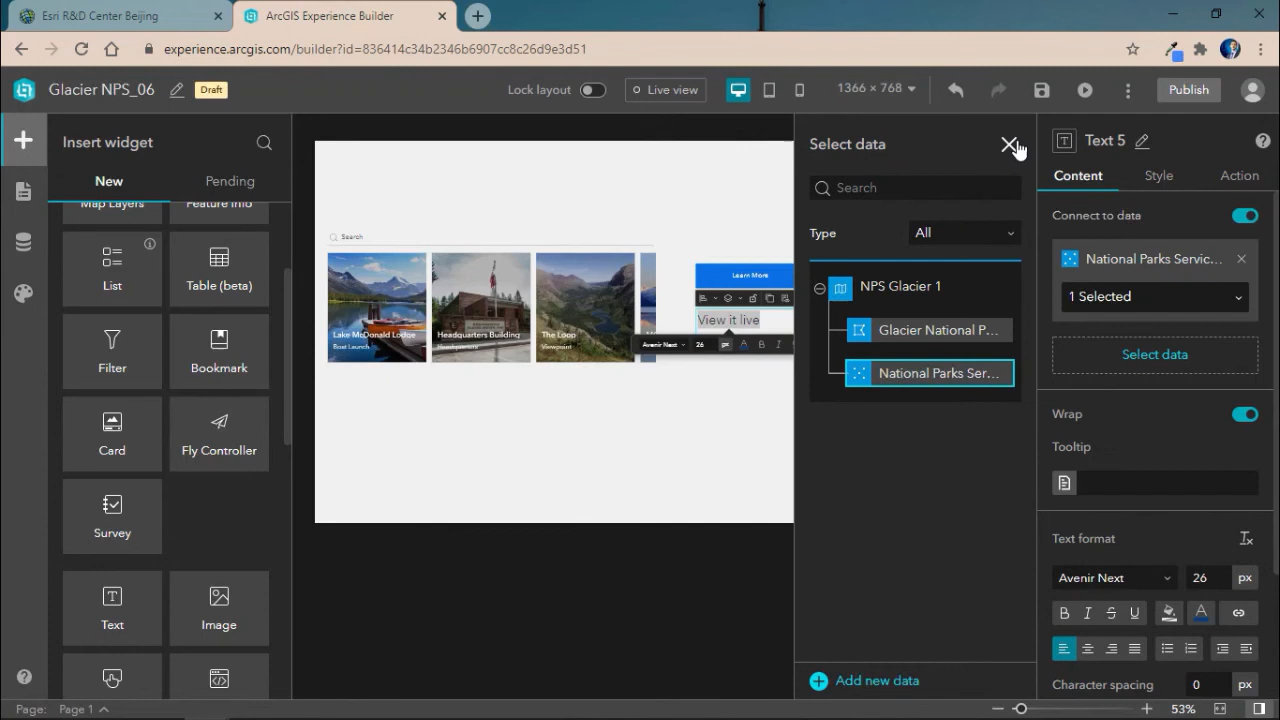 Esri R&D Center Beijing
ArcGIS Experience Builder
experience.arcgis.com/builder?id=836414c34b2346b6907cc8c26d9e3d51
Glacier NPS_06
Draft
Lock layout
Live view
1366 × 768
Publish
Insert widget
New
Pending
Map Layers
Feature Info
List
Table (beta)
Filter
Bookmark
Card
Fly Controller
Survey
Text
Image
Search
Lake McDonald Lodge
Boat Launch
Headquarters Building
Headquarters
The Loop
Viewpoint
Learn More
View it live
Avenir Next
26
px
A
B
I
Select data
Search
Type
All
NPS Glacier 1
Glacier National P...
National Parks Ser...
Add new data
Text 5
Content
Style
Action
Connect to data
National Parks Servic...
1 Selected
Select data
Wrap
Tooltip
Text format
Avenir Next
26
px
B
I
S
U
A
Character spacing
0
px
Page:
Page 1
53%